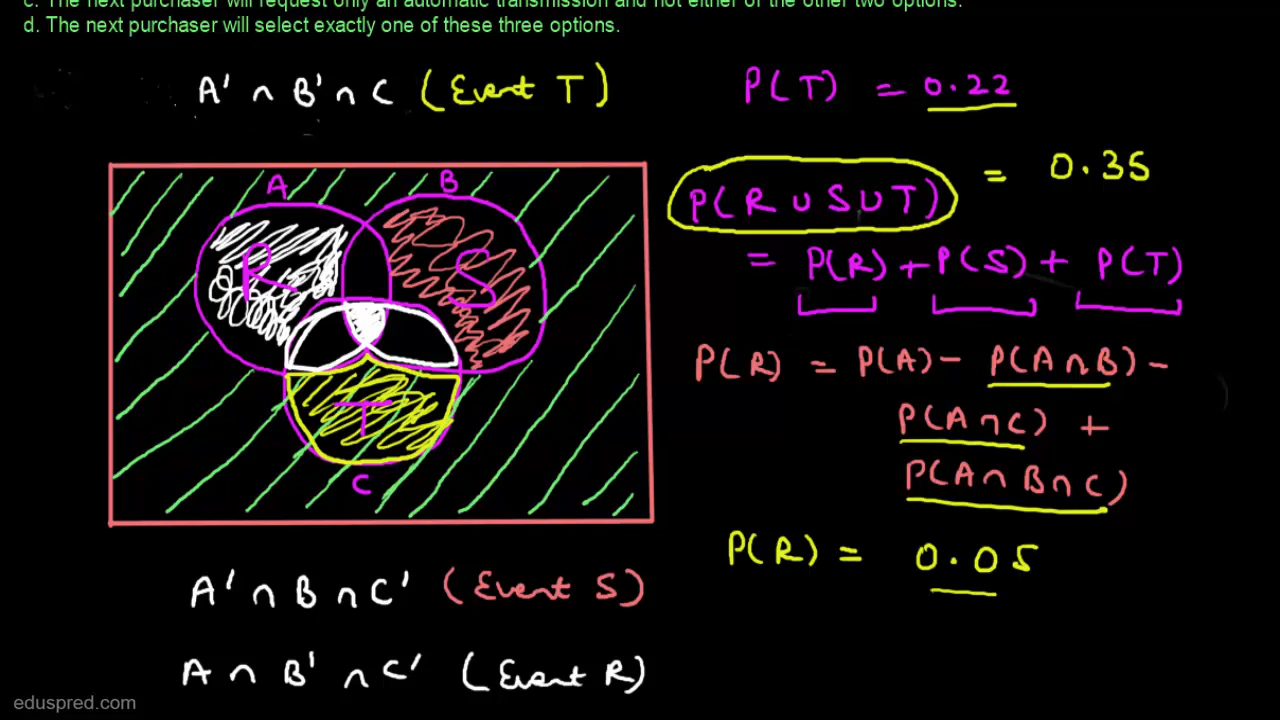 c. The next purchaser will request only an automatic transmission and not either of the other two options.
d. The next purchaser will select exactly one of these three options.
A' ∩ B' ∩ C (Event T)
P(T) = 0.22
A
B
R
S
T
C
P(R ∪ S ∪ T) = 0.35
= P(R) + P(S) + P(T)
P(R) = P(A) - P(A∩B) -
P(A∩C) +
P(A∩B∩C)
P(R) = 0.05
A' ∩ B ∩ C' (Event S)
A ∩ B' ∩ C' (Event R)
eduspred.com